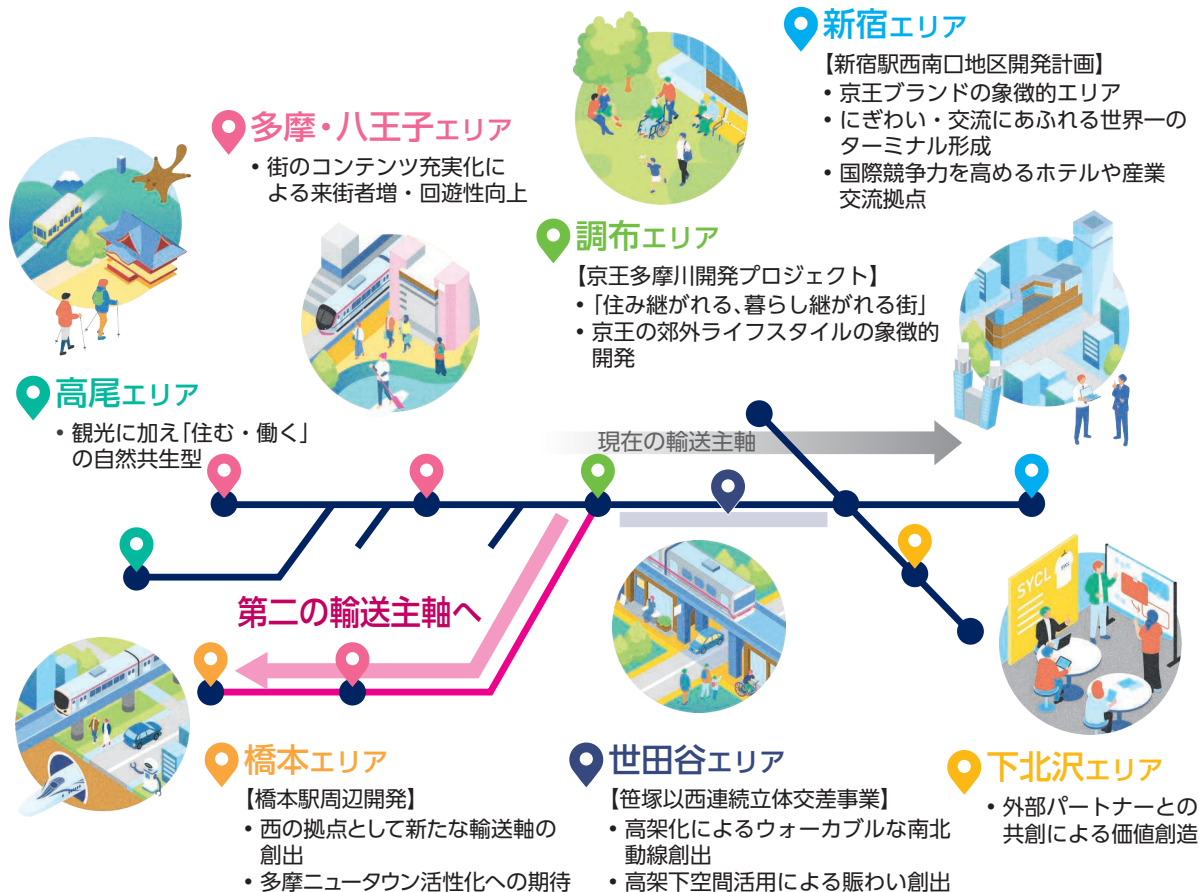 新宿エリア
【新宿駅西南口地区開発計画】
• 京王ブランドの象徴的エリア
• にぎわい・交流にあふれる世界一の
ターミナル形成
• 国際競争力を高めるホテルや産業
交流拠点
多摩・八王子エリア
• 街のコンテンツ充実化に
よる来街者増・回遊性向上
調布エリア
【京王多摩川開発プロジェクト】
• 「住み継がれる、暮らし継がれる街」
• 京王の郊外ライフスタイルの象徴的
開発
高尾エリア
• 観光に加え「住む・働く」
の自然共生型
現在の輸送主軸
第二の輸送主軸へ
SYCL
橋本エリア
【橋本駅周辺開発】
• 西の拠点として新たな輸送軸の
創出
• 多摩ニュータウン活性化への期待
世田谷エリア
【笹塚以西連続立体交差事業】
• 高架化によるウォーカブルな南北
動線創出
• 高架下空間活用による賑わい創出
下北沢エリア
• 外部パートナーとの
共創による価値創造